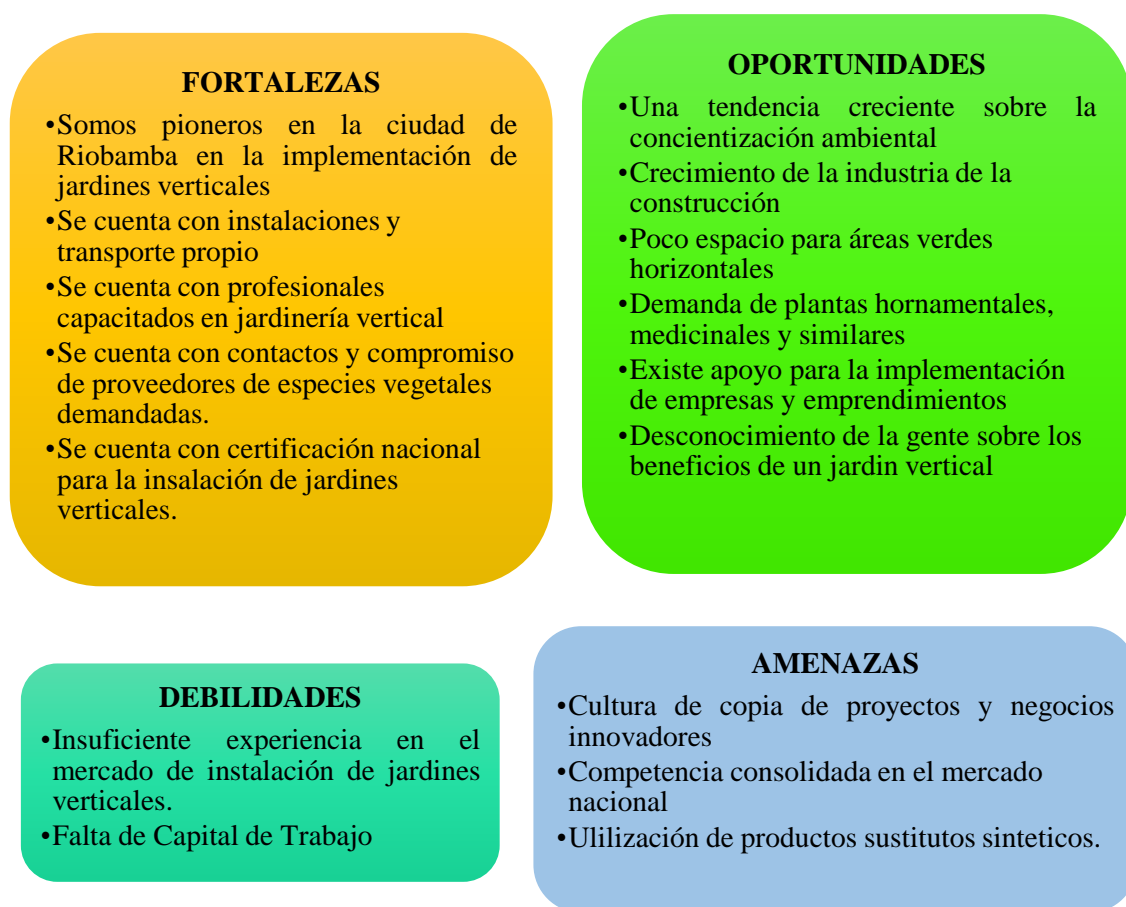 FORTALEZAS
•Somos pioneros en la ciudad de
Riobamba en la implementación de
jardines verticales
•Se cuenta con instalaciones y
transporte propio
•Se cuenta con profesionales
capacitados en jardinería vertical
•Se cuenta con contactos y compromiso
de proveedores de especies vegetales
demandadas.
•Se cuenta con certificación nacional
para la insalación de jardines
verticales.
OPORTUNIDADES
•Una tendencia creciente sobre la
concientización ambiental
•Crecimiento de la industria de la
construcción
•Poco espacio para áreas verdes
horizontales
•Demanda de plantas hornamentales,
medicinales y similares
•Existe apoyo para la implementación
de empresas y emprendimientos
•Desconocimiento de la gente sobre los
beneficios de un jardin vertical
DEBILIDADES
•Insuficiente experiencia en el
mercado de instalación de jardines
verticales.
•Falta de Capital de Trabajo
AMENAZAS
•Cultura de copia de proyectos y negocios
innovadores
•Competencia consolidada en el mercado
nacional
•Ulilización de productos sustitutos sinteticos.